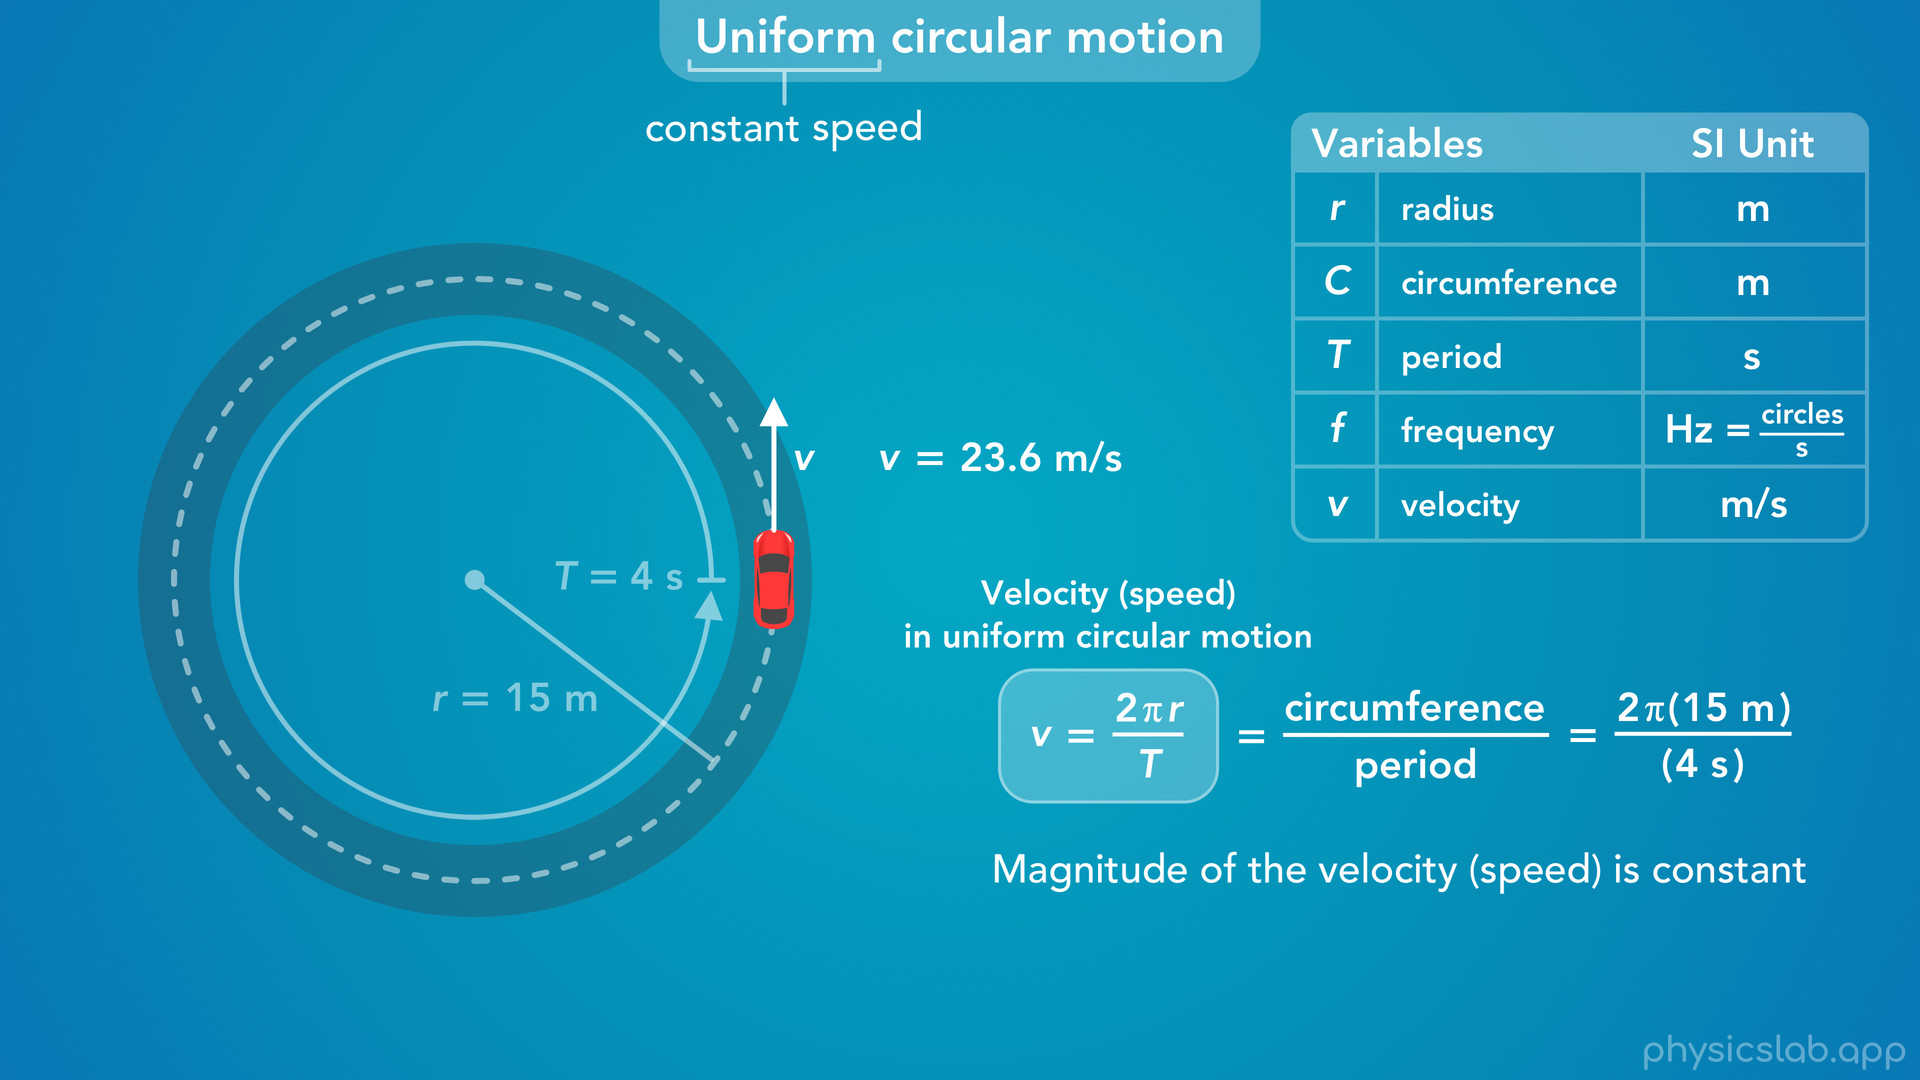 Uniform circular motion
constant speed
Variables SI Unit
r radius m
C circumference m
T period s
f frequency Hz = circles/s
v velocity m/s
v
v = 23.6 m/s
T = 4 s
r = 15 m
Velocity (speed)
in uniform circular motion
v = 2πr/T = circumference/period = 2π(15 m)/(4 s)
Magnitude of the velocity (speed) is constant
physicslab.app